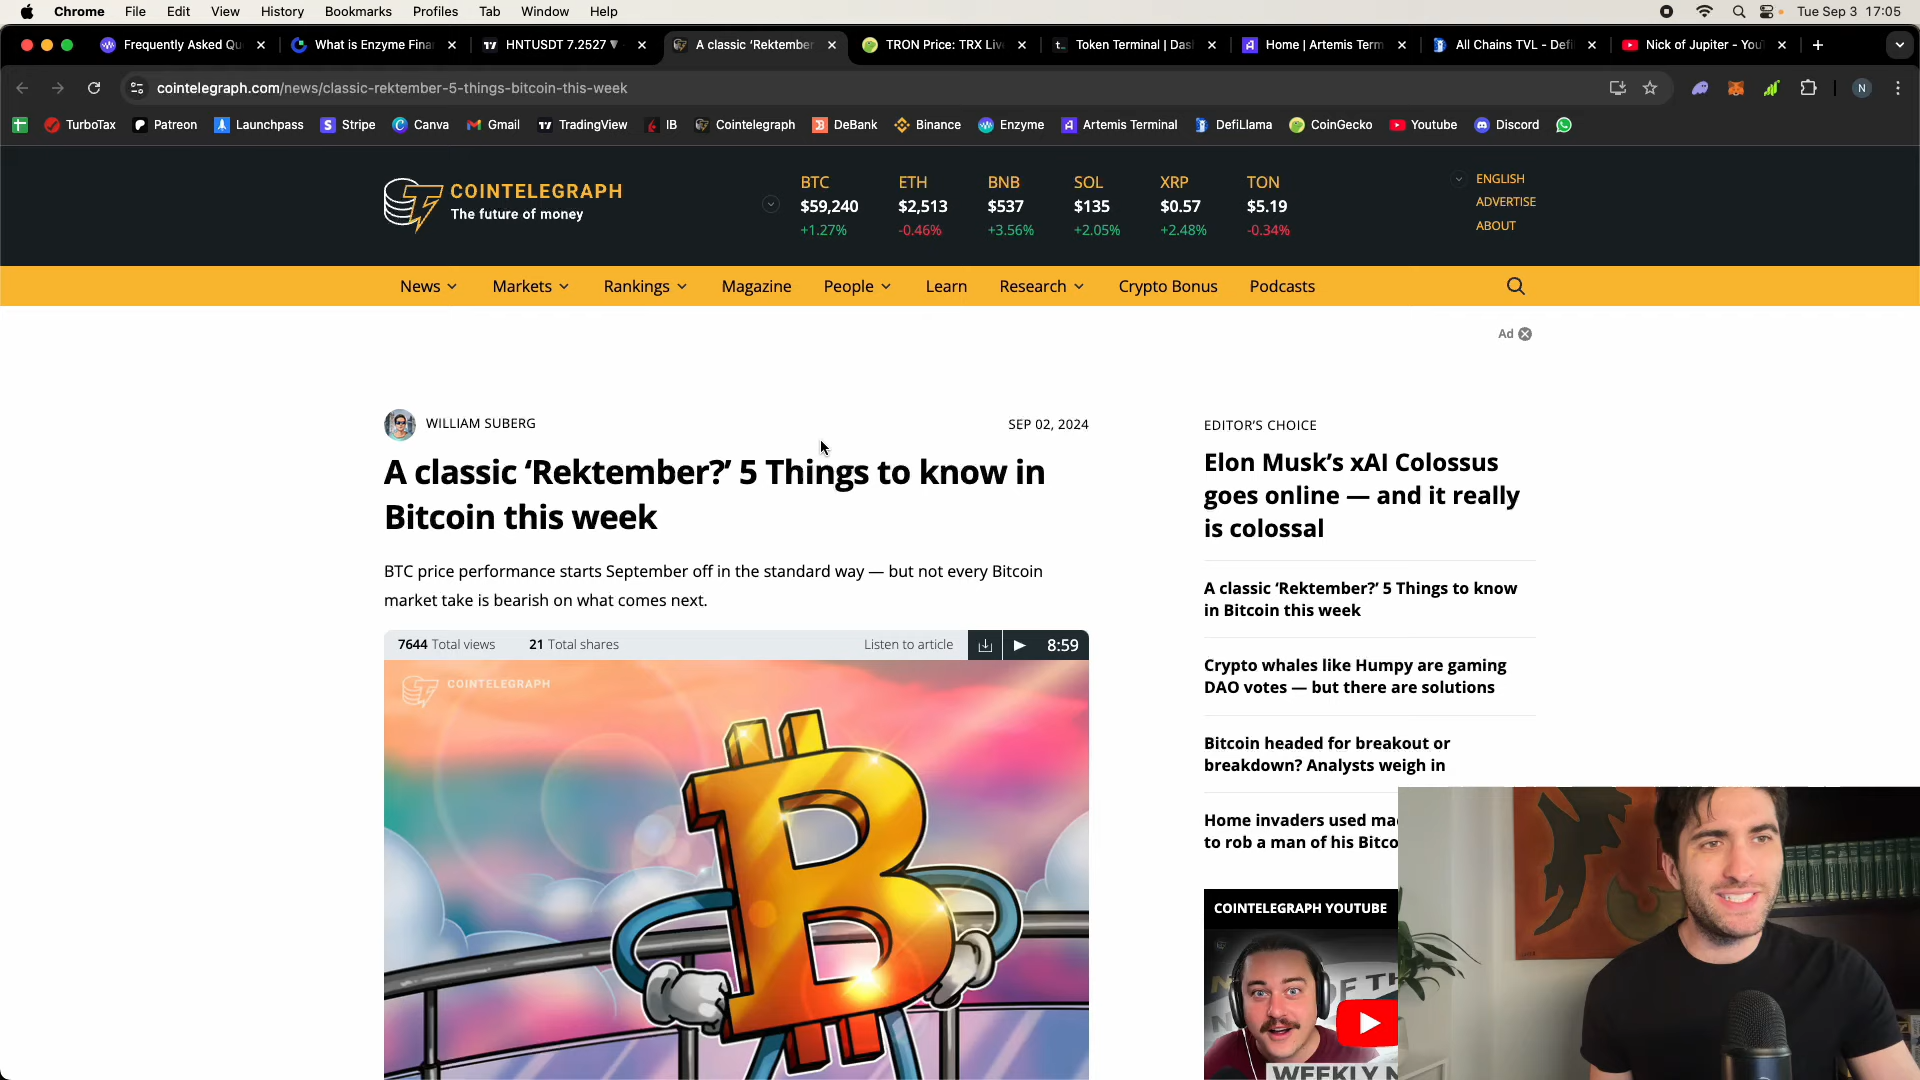 Chrome File Edit View History Bookmarks Profiles Tab Window Help Tue Sep 3 17:05
Frequently Asked Qu What is Enzyme Fina HNTUSDT 7.2527 ▼ A classic ‘Rektember TRON Price: TRX Liv Token Terminal | Das Home | Artemis Term All Chains TVL - Defi Nick of Jupiter - You
cointelegraph.com/news/classic-rektember-5-things-bitcoin-this-week N
TurboTax Patreon Launchpass Stripe Canva Gmail TradingView IB Cointelegraph DeBank Binance Enzyme Artemis Terminal DefiLlama CoinGecko Youtube Discord
COINTELEGRAPH
The future of money
BTC ETH BNB SOL XRP TON
$59,240 $2,513 $537 $135 $0.57 $5.19
+1.27% -0.46% +3.56% +2.05% +2.48% -0.34%
ENGLISH
ADVERTISE
ABOUT
News Markets Rankings Magazine People Learn Research Crypto Bonus Podcasts
Ad
WILLIAM SUBERG SEP 02, 2024
A classic ‘Rektember?’ 5 Things to know in
Bitcoin this week
BTC price performance starts September off in the standard way — but not every Bitcoin
market take is bearish on what comes next.
7644 Total views 21 Total shares Listen to article 8:59
COINTELEGRAPH
EDITOR’S CHOICE
Elon Musk’s xAI Colossus
goes online — and it really
is colossal
A classic ‘Rektember?’ 5 Things to know
in Bitcoin this week
Crypto whales like Humpy are gaming
DAO votes — but there are solutions
Bitcoin headed for breakout or
breakdown? Analysts weigh in
Home invaders used ma
to rob a man of his Bitco
COINTELEGRAPH YOUTUBE
OF TH
WEEKLY N